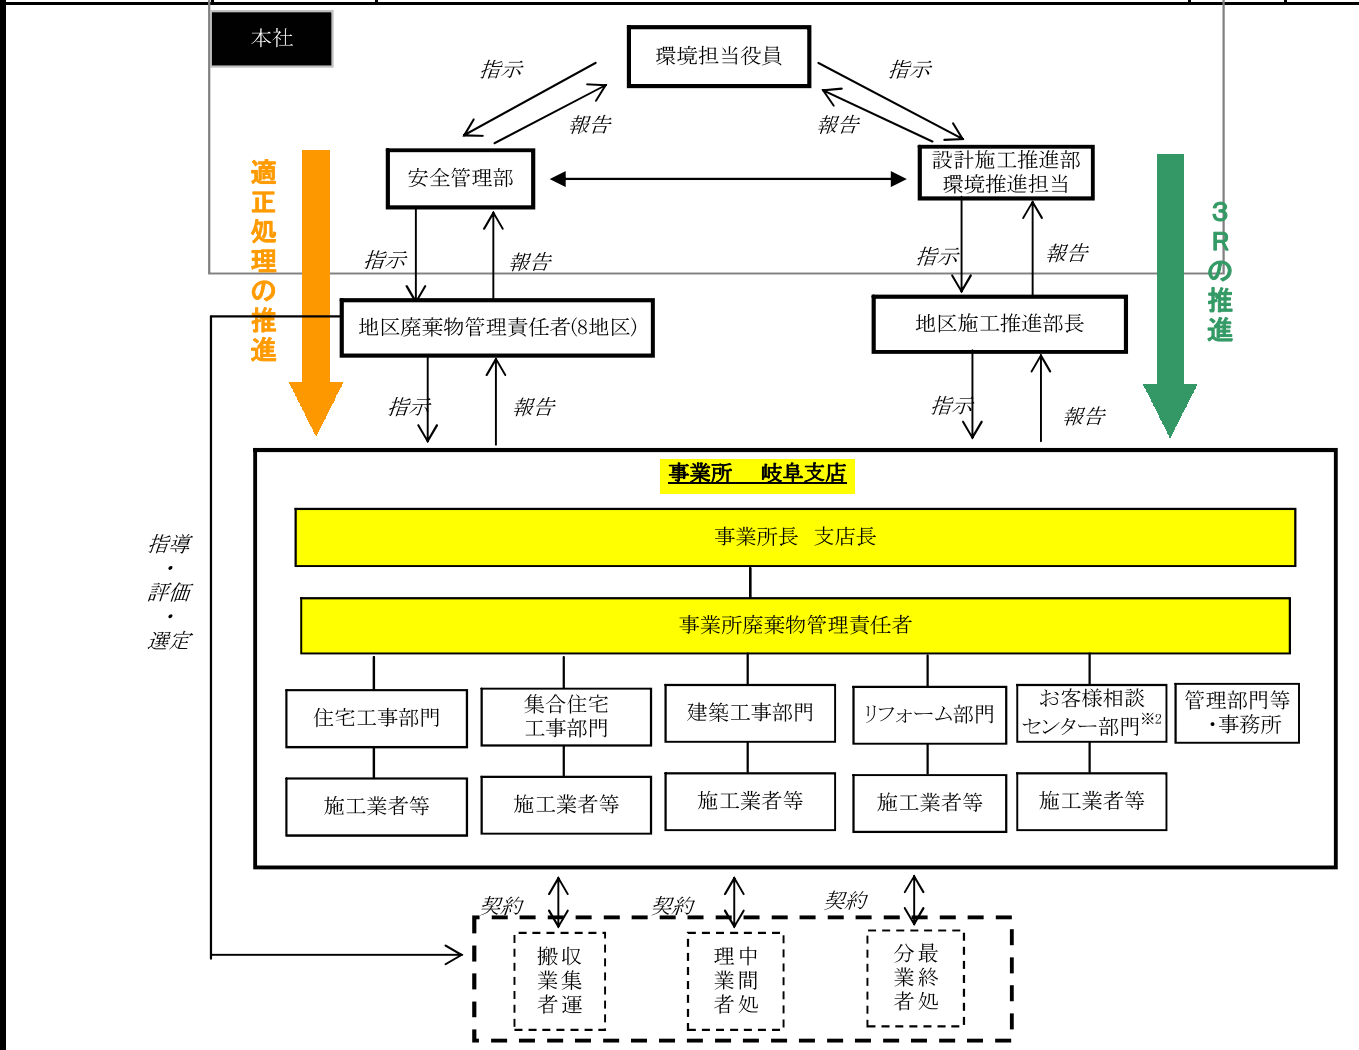 本社
環境担当役員
指示
報告
指示
報告
安全管理部
設計施工推進部
環境推進担当
適正処理の推進
3Rの推進
指示
報告
指示
報告
地区廃棄物管理責任者(8地区)
地区施工推進部長
指示
報告
指示
報告
事業所　岐阜支店
事業所長　支店長
事業所廃棄物管理責任者
指導
・
評価
・
選定
住宅工事部門
集合住宅
工事部門
建築工事部門
リフォーム部門
お客様相談
センター部門※2
管理部門等
・事務所
施工業者等
施工業者等
施工業者等
施工業者等
施工業者等
契約
契約
契約
収集運
搬業者
中間処
理業者
最終処
分業者